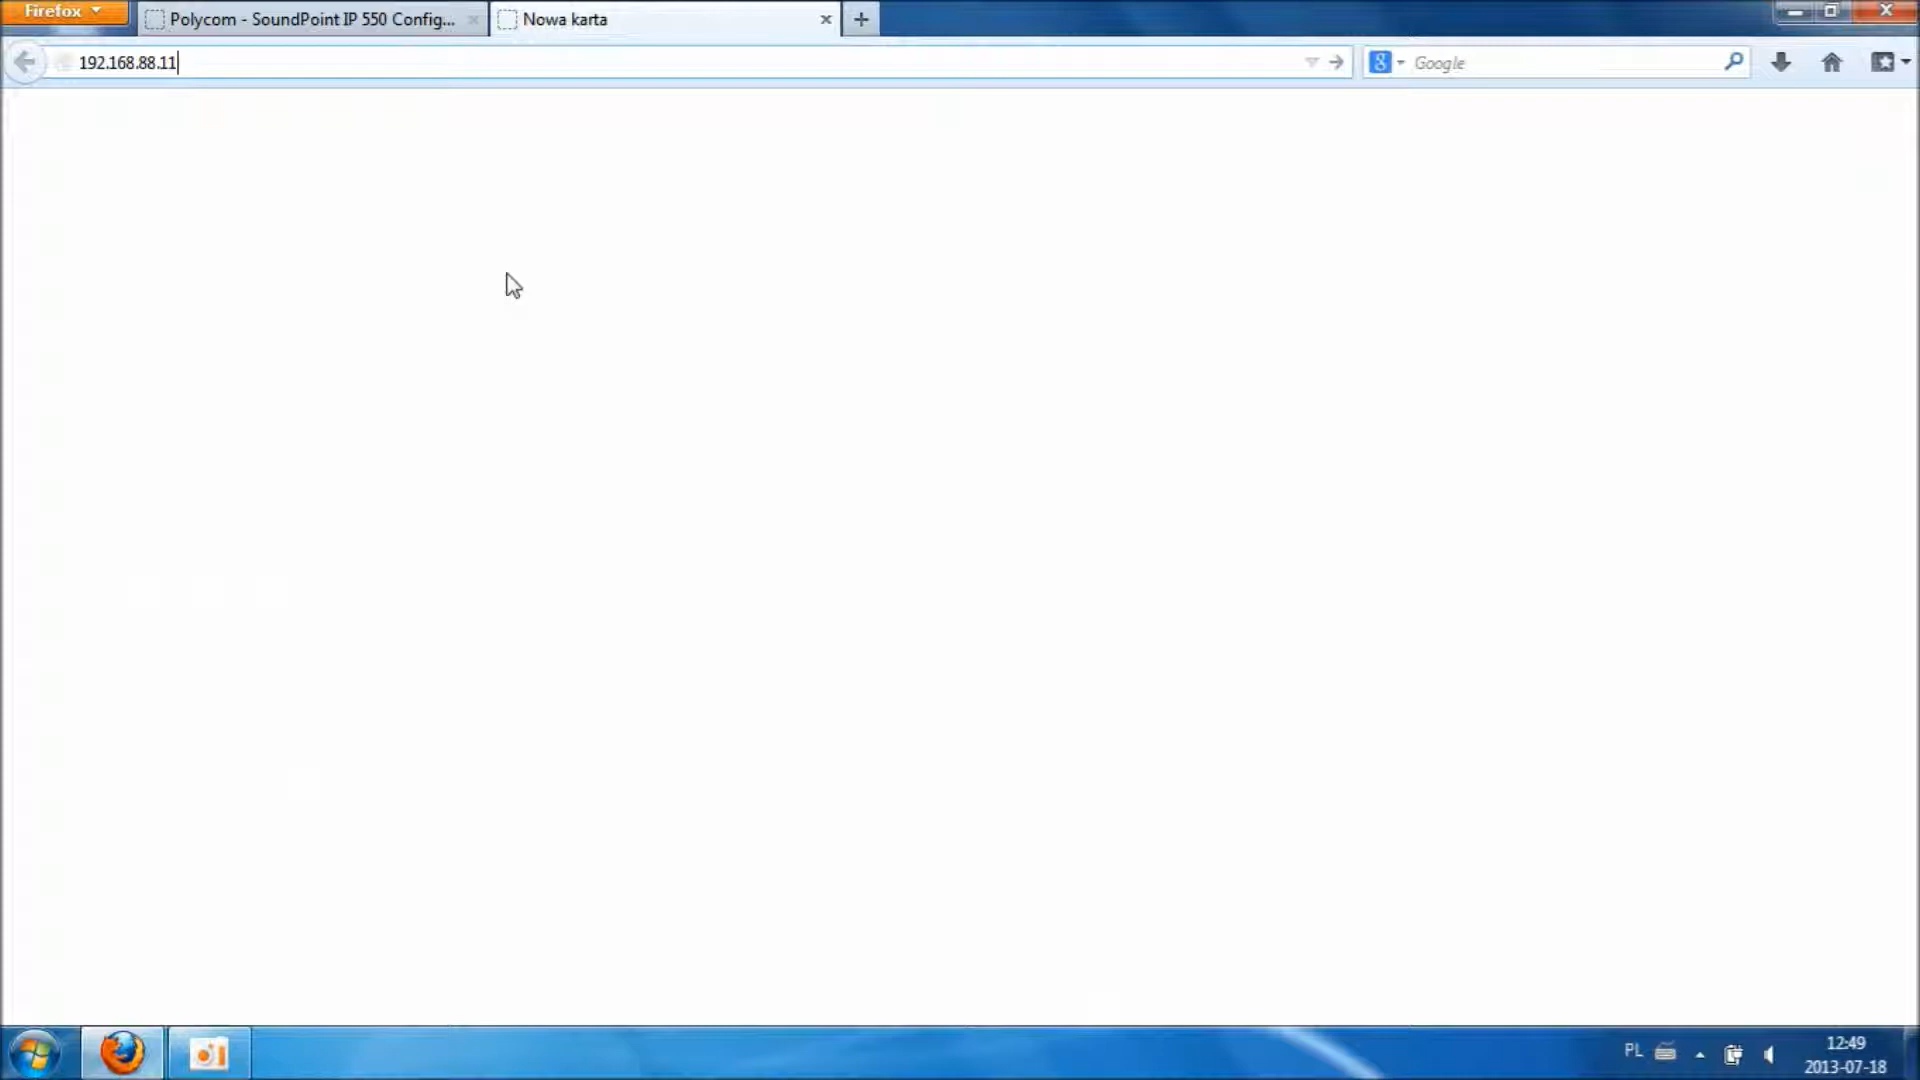 Firefox
Polycom - SoundPoint IP 550 Config...
Nowa karta
192.168.88.11
8
Google
PL
12:49
2013-07-18